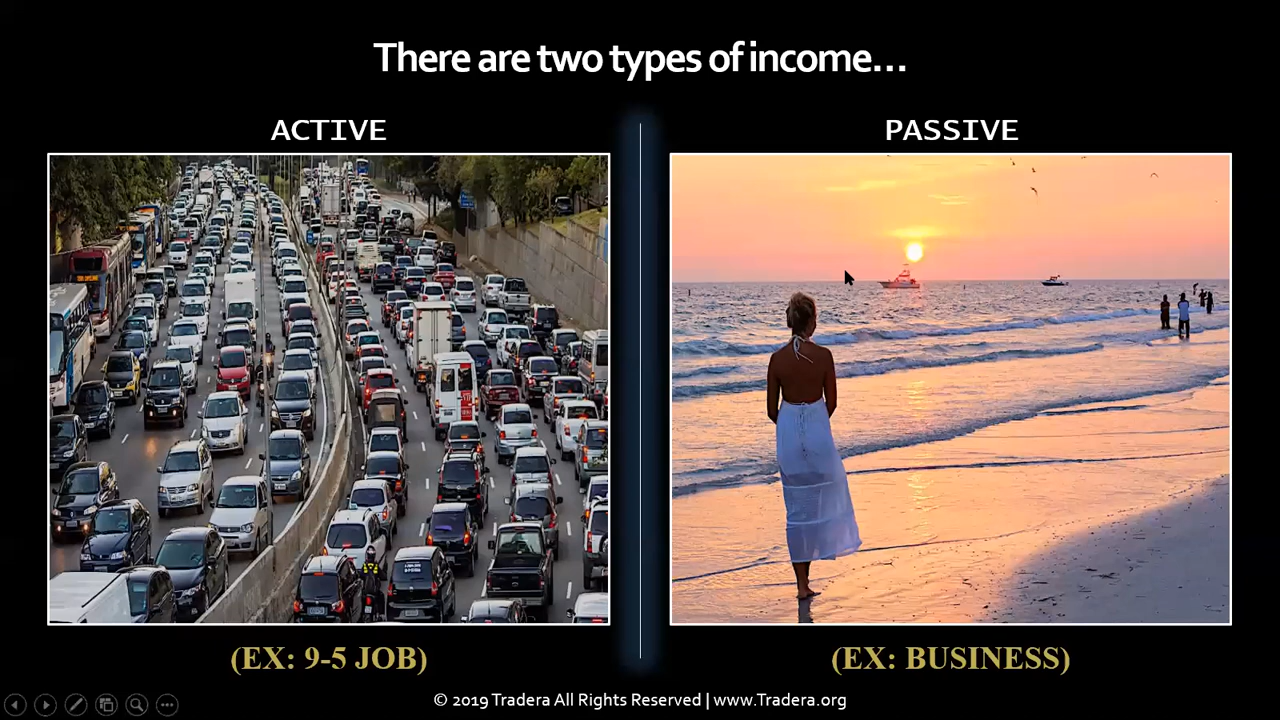 There are two types of income...
ACTIVE
PASSIVE
(EX: 9-5 JOB)
(EX: BUSINESS)
© 2019 Tradera All Rights Reserved | www.Tradera.org